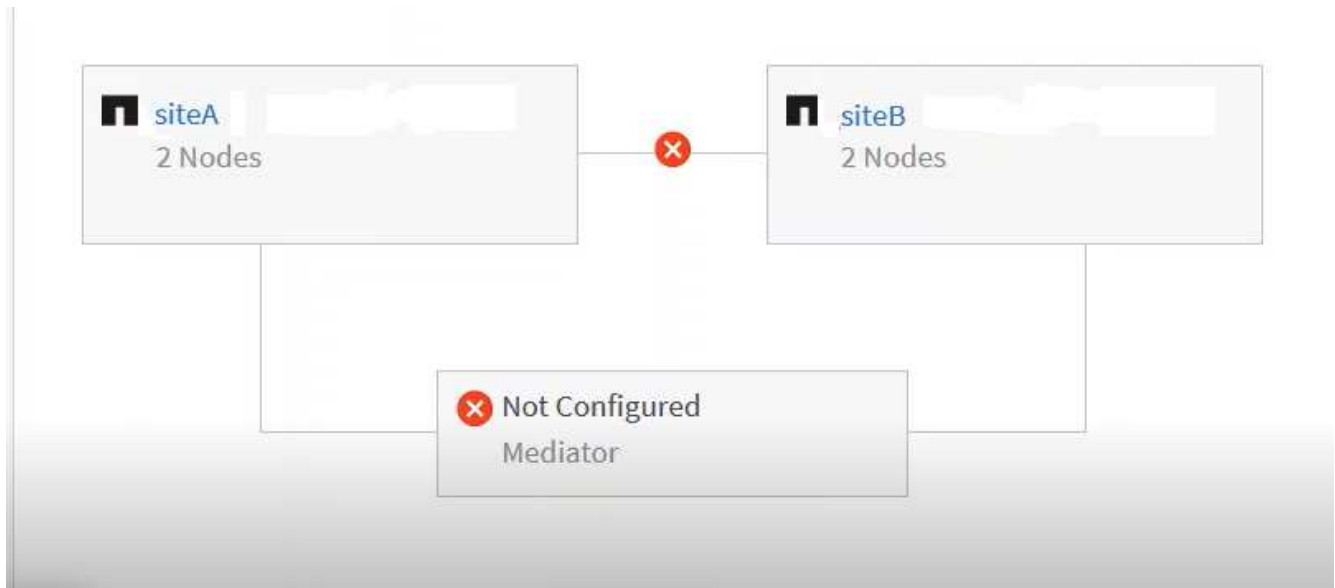 siteA
2 Nodes
siteB
2 Nodes
Not Configured
Mediator